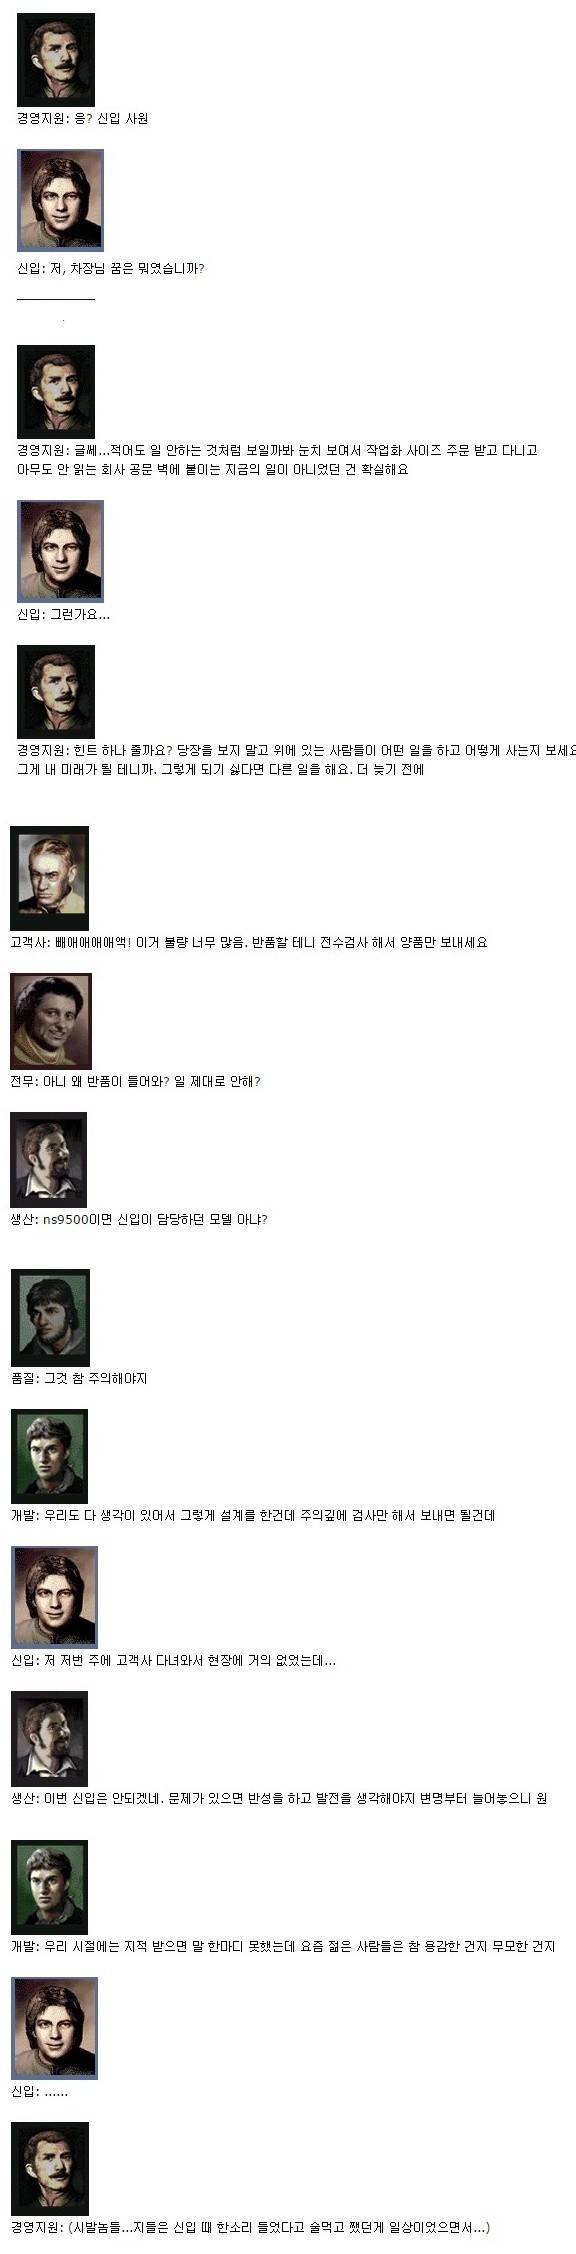 경영지원: 응? 신입 사원
신입: 저, 차장님 꿈은 뭐였습니까?
경영지원: 글쎄...적어도 일 안하는 것처럼 보일까봐 눈치 보여서 작업화 사이즈 주문 받고 다니고
아무도 안 읽는 회사 공문 벽에 붙이는 지금의 일이 아니었던 건 확실해요
신입: 그런가요...
경영지원: 힌트 하나 줄까요? 당장을 보지 말고 위에 있는 사람들이 어떤 일을 하고 어떻게 사는지 보세요
그게 내 미래가 될 테니까. 그렇게 되기 싫다면 다른 일을 해요. 더 늦기 전에
고객사: 빼애애애애액! 이거 불량 너무 많음. 반품할 테니 전수검사 해서 양품만 보내세요
전무: 아니 왜 반품이 들어와? 일 제대로 안해?
생산: ns9500이면 신입이 담당하던 모델 아냐?
품질: 그것 참 주의해야지
개발: 우리도 다 생각이 있어서 그렇게 설계를 한건데 주의깊에 검사만 해서 보내면 될건데
신입: 저 저번 주에 고객사 다녀와서 현장에 거의 없었는데...
생산: 이번 신입은 안되겠네. 문제가 있으면 반성을 하고 발전을 생각해야지 변명부터 늘어놓으니 원
개발: 우리 시절에는 지적 받으면 말 한마디 못했는데 요즘 젊은 사람들은 참 용감한 건지 무모한 건지
신입: ......
경영지원: (시발놈들...지들은 신입 때 한소리 들었다고 술먹고 쨌던게 일상이었으면서...)